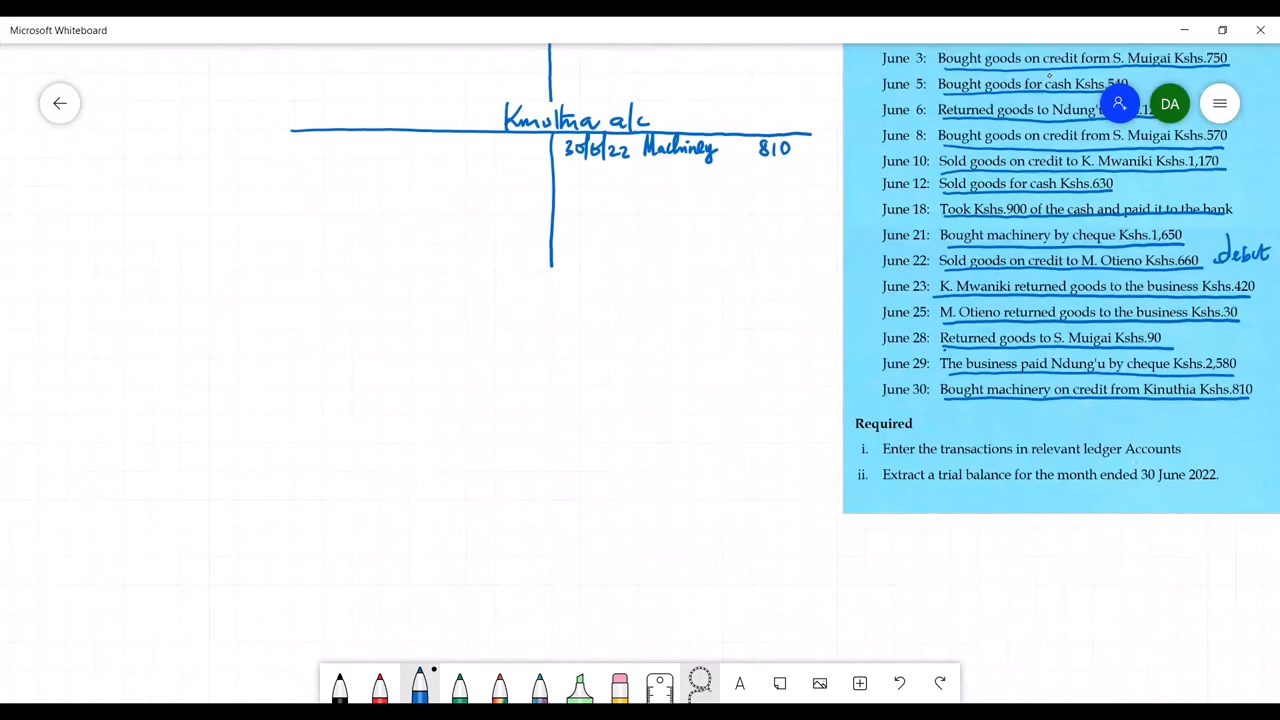 Microsoft Whiteboard
June 3: Bought goods on credit form S. Muigai Kshs.750
June 5: Bought goods for cash Kshs.540
June 6: Returned goods to Ndung'u
June 8: Bought goods on credit from S. Muigai Kshs.570
June 10: Sold goods on credit to K. Mwaniki Kshs.1,170
June 12: Sold goods for cash Kshs.630
June 18: Took Kshs.900 of the cash and paid it to the bank
June 21: Bought machinery by cheque Kshs.1,650
June 22: Sold goods on credit to M. Otieno Kshs.660
debut
June 23: K. Mwaniki returned goods to the business Kshs.420
June 25: M. Otieno returned goods to the business Kshs.30
June 28: Returned goods to S. Muigai Kshs.90
June 29: The business paid Ndung'u by cheque Kshs.2,580
June 30: Bought machinery on credit from Kinuthia Kshs.810
Required
i. Enter the transactions in relevant ledger Accounts
ii. Extract a trial balance for the month ended 30 June 2022.
DA
Kinuthia a/c
30/6/22 Machinery 810
A